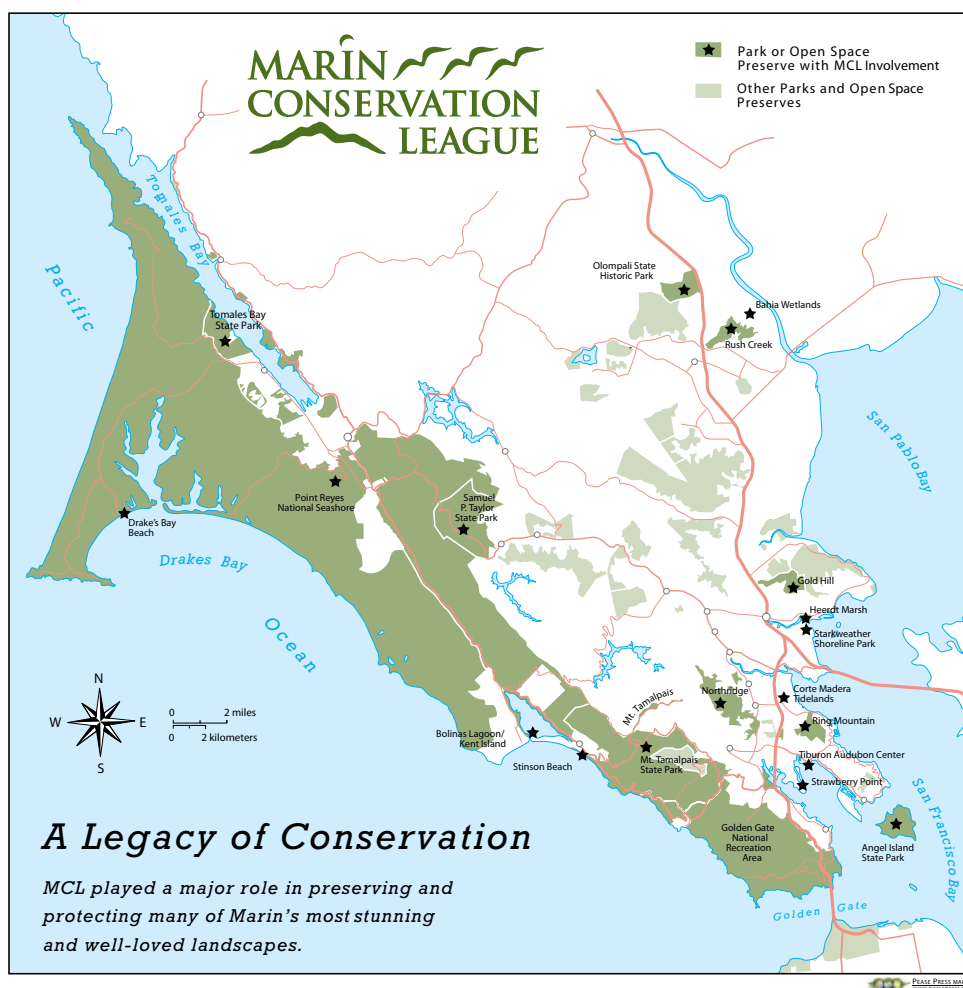 MARIN
CONSERVATION
LEAGUE
Park or Open Space
Preserve with MCL Involvement
Other Parks and Open Space
Preserves
Tomales Bay
Pacific
Olompali State
Historic Park
Bahia Wetlands
Rush Creek
Tomales Bay
State Park
San Pablo Bay
Point Reyes
National Seashore
Samuel
P. Taylor
State Park
Drake's Bay
Beach
Drakes Bay
Ocean
Gold Hill
Heerdt Marsh
Starkweather
Shoreline Park
N
W
E
S
0 2 miles
0 2 kilometers
Mt. Tamalpais
Northridge
Corte Madera
Tidelands
Ring Mountain
Bolinas Lagoon/
Kent Island
Stinson Beach
Mt. Tamalpais
State Park
Tiburon Audubon Center
Strawberry Point
San Francisco Bay
Golden Gate
National
Recreation
Area
Angel Island
State Park
A Legacy of Conservation
MCL played a major role in preserving and
protecting many of Marin's most stunning
and well-loved landscapes.
Golden Gate
PEASE PRESS